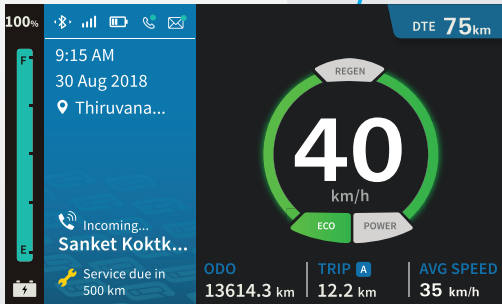 100%
DTE 75km
F
9:15 AM
30 Aug 2018
Thiruvana...
REGEN
40
km/h
ECO
POWER
Incoming...
Sanket Koktk...
E
Service due in
500 km
ODO
13614.3 km
TRIP A
12.2 km
AVG SPEED
35 km/h